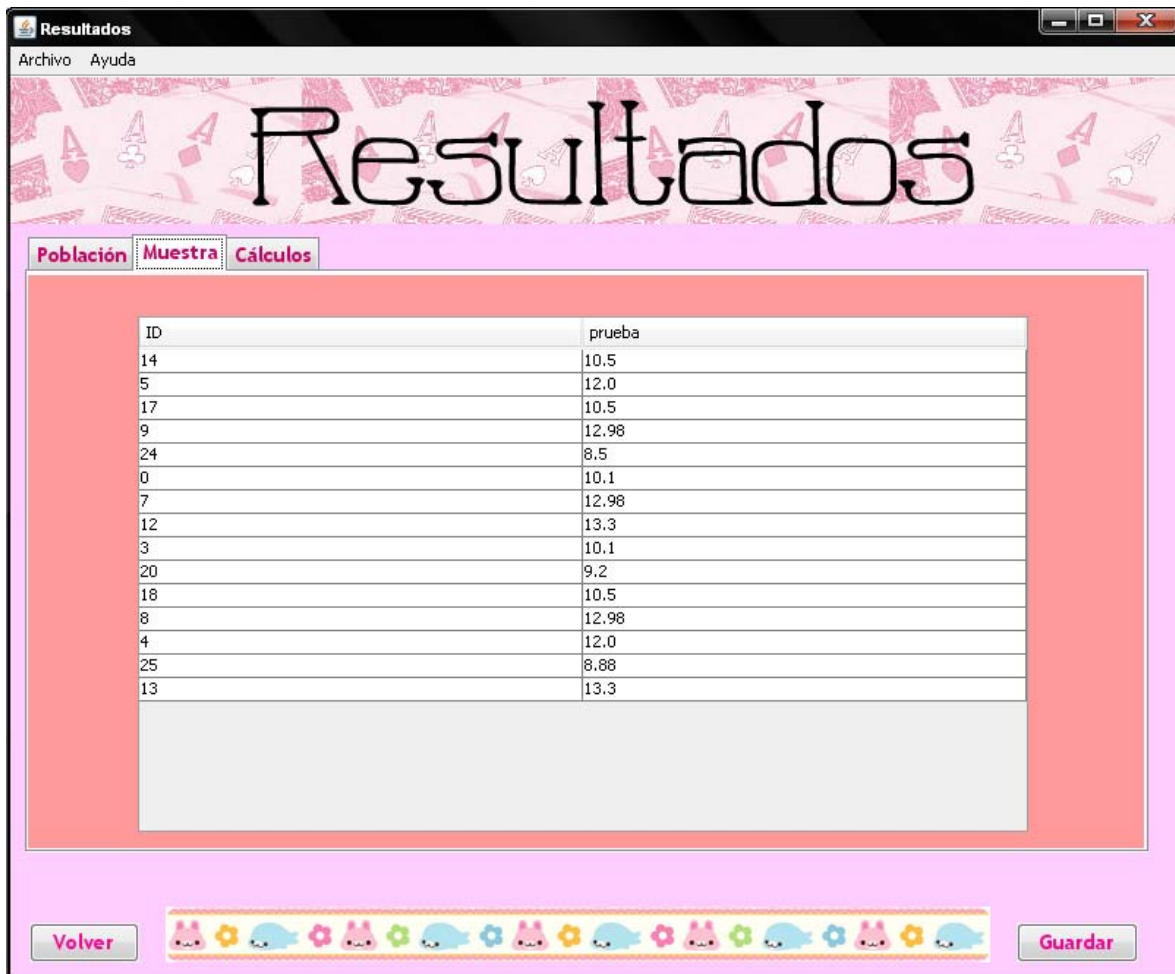 Resultados
Archivo Ayuda
Resultados
Población Muestra Cálculos
ID prueba
14 10.5
5 12.0
17 10.5
9 12.98
24 8.5
0 10.1
7 12.98
12 13.3
3 10.1
20 9.2
18 10.5
8 12.98
4 12.0
25 8.88
13 13.3
Volver Guardar